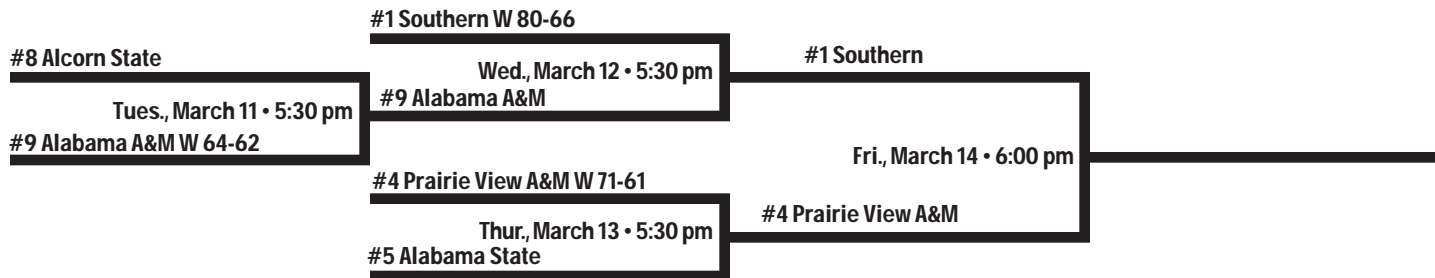 #1 Southern W 80-66
#8 Alcorn State
#1 Southern
Wed., March 12 • 5:30 pm
#9 Alabama A&M
Tues., March 11 • 5:30 pm
#9 Alabama A&M W 64-62
Fri., March 14 • 6:00 pm
#4 Prairie View A&M W 71-61
#4 Prairie View A&M
Thur., March 13 • 5:30 pm
#5 Alabama State